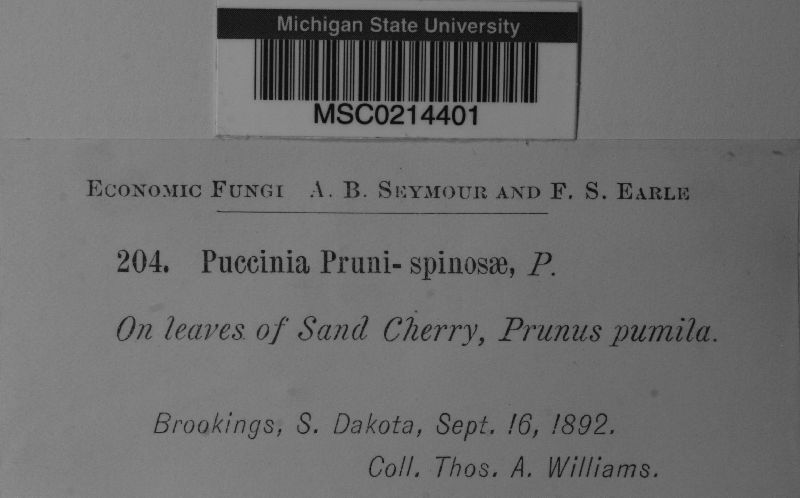 Michigan State University
MSC0214401
Economic Fungi A. B. Seymour and F. S. Earle
204. Puccinia Pruni-spinosæ, P.
On leaves of Sand Cherry, Prunus pumila.
Brookings, S. Dakota, Sept. 16, 1892.
Coll. Thos. A. Williams.